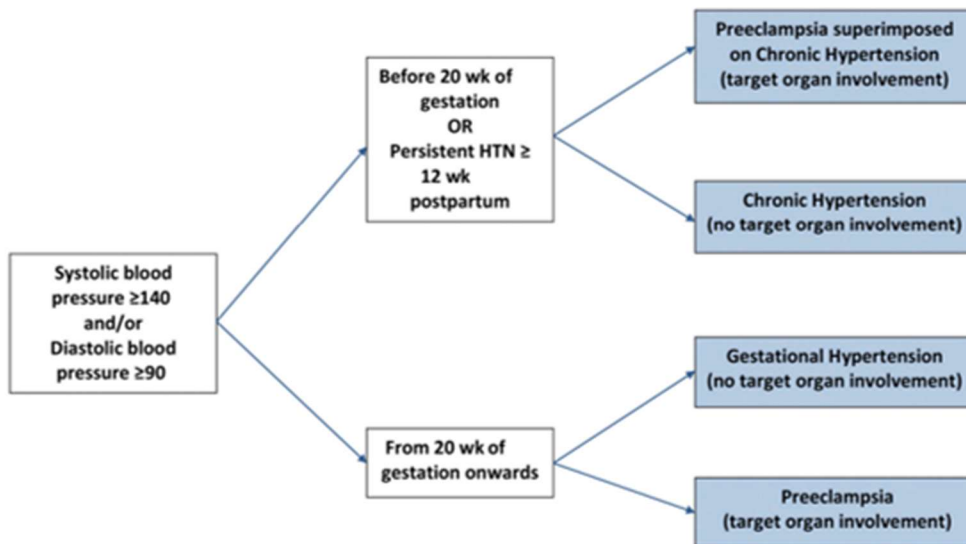 Systolic blood
pressure ≥140
and/or
Diastolic blood
pressure ≥90
Before 20 wk of
gestation
OR
Persistent HTN ≥
12 wk
postpartum
From 20 wk of
gestation onwards
Preeclampsia superimposed
on Chronic Hypertension
(target organ involvement)
Chronic Hypertension
(no target organ involvement)
Gestational Hypertension
(no target organ involvement)
Preeclampsia
(target organ involvement)